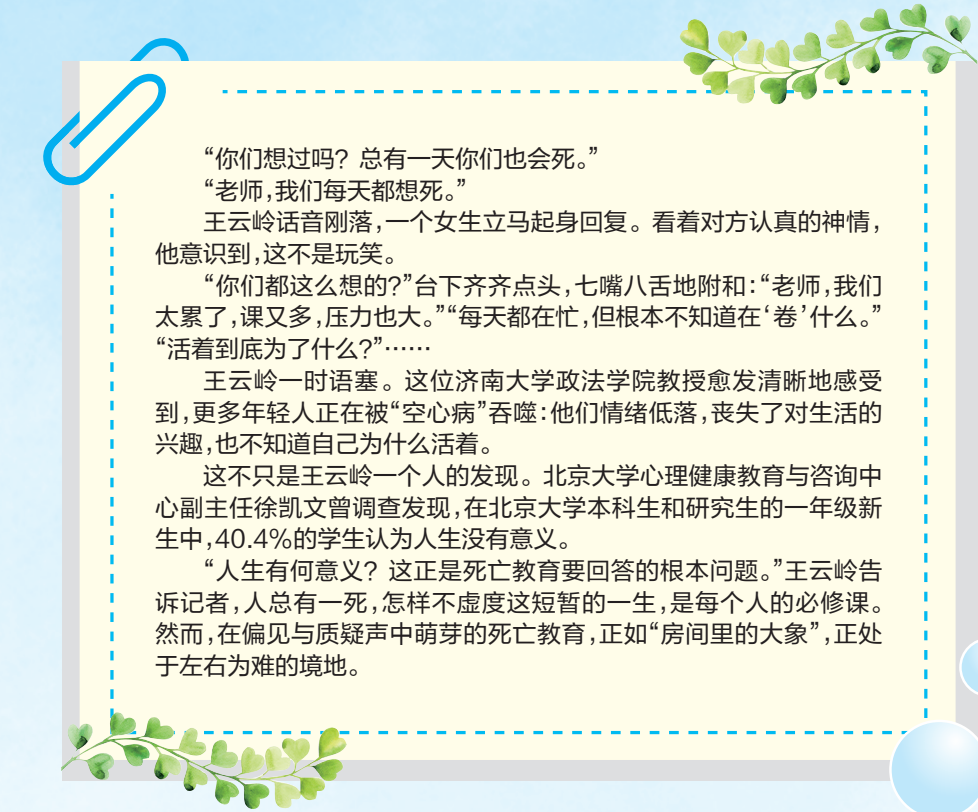 “你们想过吗？总有一天你们也会死。”
“老师，我们每天都想死。”
王云岭话音刚落，一个女生立马起身回复。看着对方认真的神情，
他意识到，这不是玩笑。
“你们都这么想的？”台下齐齐点头，七嘴八舌地附和：“老师，我们
太累了，课又多，压力也大。”“每天都在忙，但根本不知道在‘卷’什么。”
“活着到底为了什么？”……
王云岭一时语塞。这位济南大学政法学院教授愈发清晰地感受
到，更多年轻人正在被“空心病”吞噬：他们情绪低落，丧失了对生活的
兴趣，也不知道自己为什么活着。
这不只是王云岭一个人的发现。北京大学心理健康教育与咨询中
心副主任徐凯文曾调查发现，在北京大学本科生和研究生的一年级新
生中，40.4%的学生认为人生没有意义。
“人生有何意义？这正是死亡教育要回答的根本问题。”王云岭告
诉记者，人总有一死，怎样不虚度这短暂的一生，是每个人的必修课。
然而，在偏见与质疑声中萌芽的死亡教育，正如“房间里的大象”，正处
于左右为难的境地。